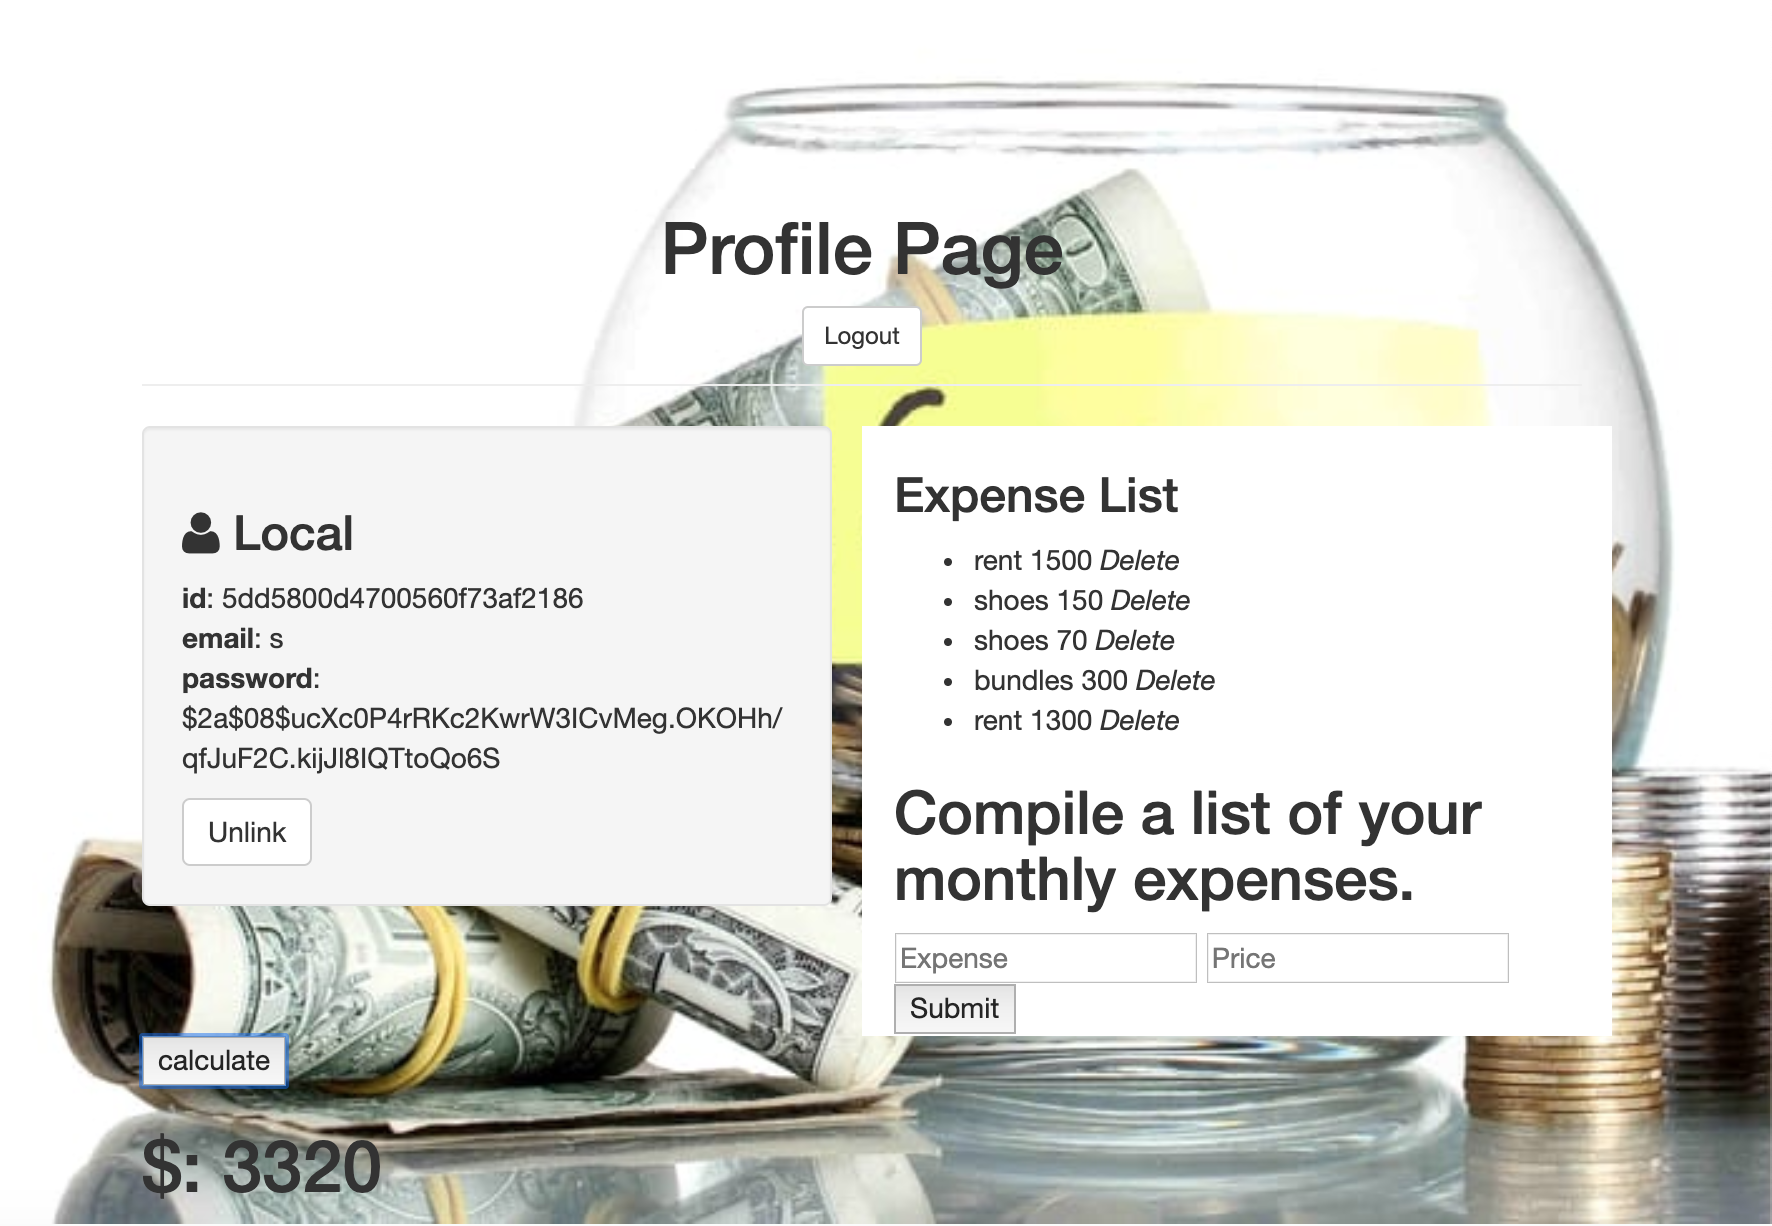 Profile Page
Logout
Local
id: 5dd5800d4700560f73af2186
email: s
password:
$2a$08$ucXc0P4rRKc2KwrW3ICvMeg.OKOHh/
qfJuF2C.kijJl8IQTtoQo6S
Unlink
Expense List
rent 1500 Delete
shoes 150 Delete
shoes 70 Delete
bundles 300 Delete
rent 1300 Delete
Compile a list of your
monthly expenses.
Expense Price
Submit
calculate
$: 3320